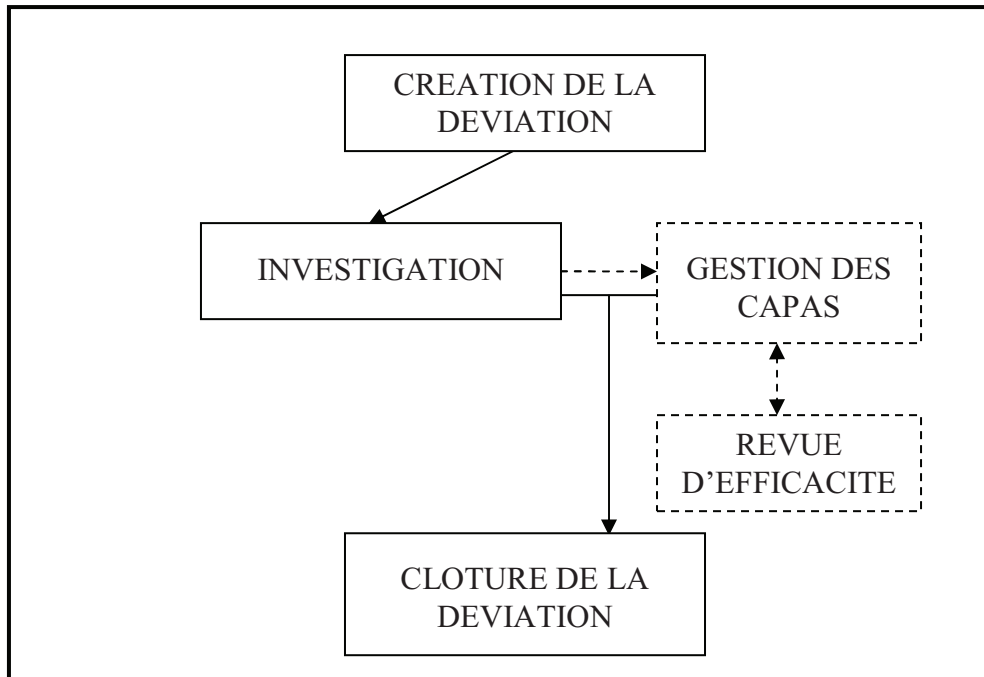 CREATION DE LA
DEVIATION
INVESTIGATION
GESTION DES
CAPAS
REVUE
D’EFFICACITE
CLOTURE DE LA
DEVIATION